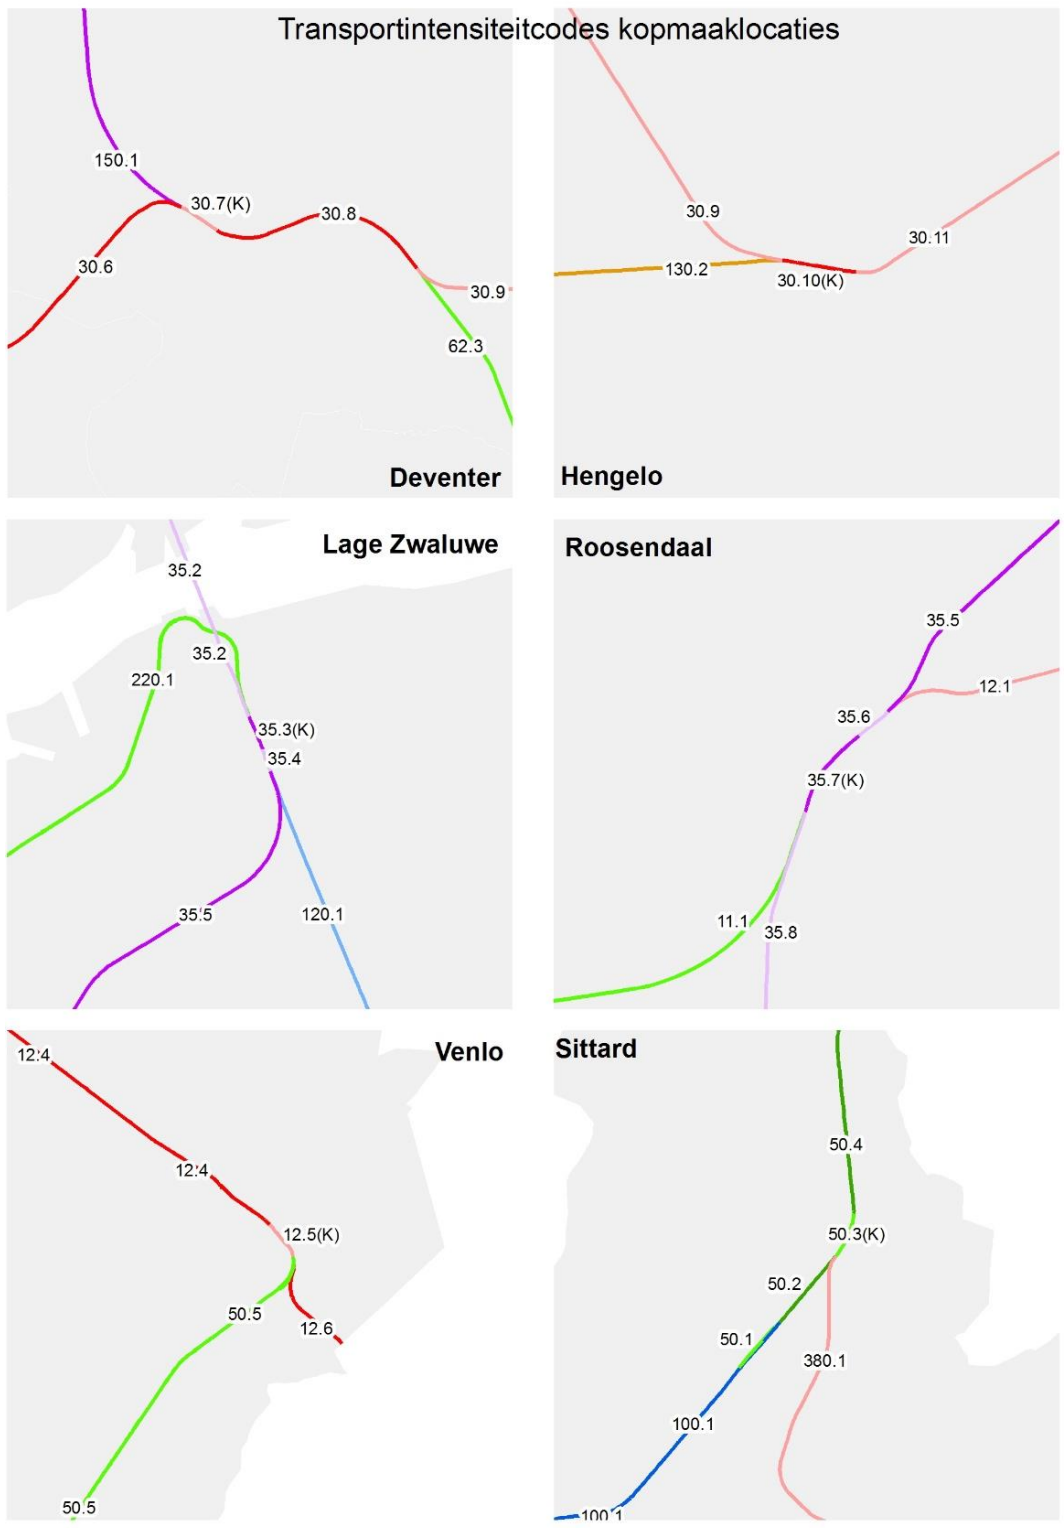 Transportintensiteitcodes kopmaaklocaties
150.1
30.7(K)
30.8
30.6
30.9
62.3
Deventer
30.9
30.11
130.2
30.10(K)
Hengelo
Lage Zwaluwe
35.2
35.2
220.1
35.3(K)
35.4
35.5
120.1
Roosendaal
35.5
12.1
35.6
35.7(K)
11.1
35.8
Venlo
12.4
12.4
12.5(K)
50.5
12.6
50.5
Sittard
50.4
50.3(K)
50.2
50.1
380.1
100.1
100.1